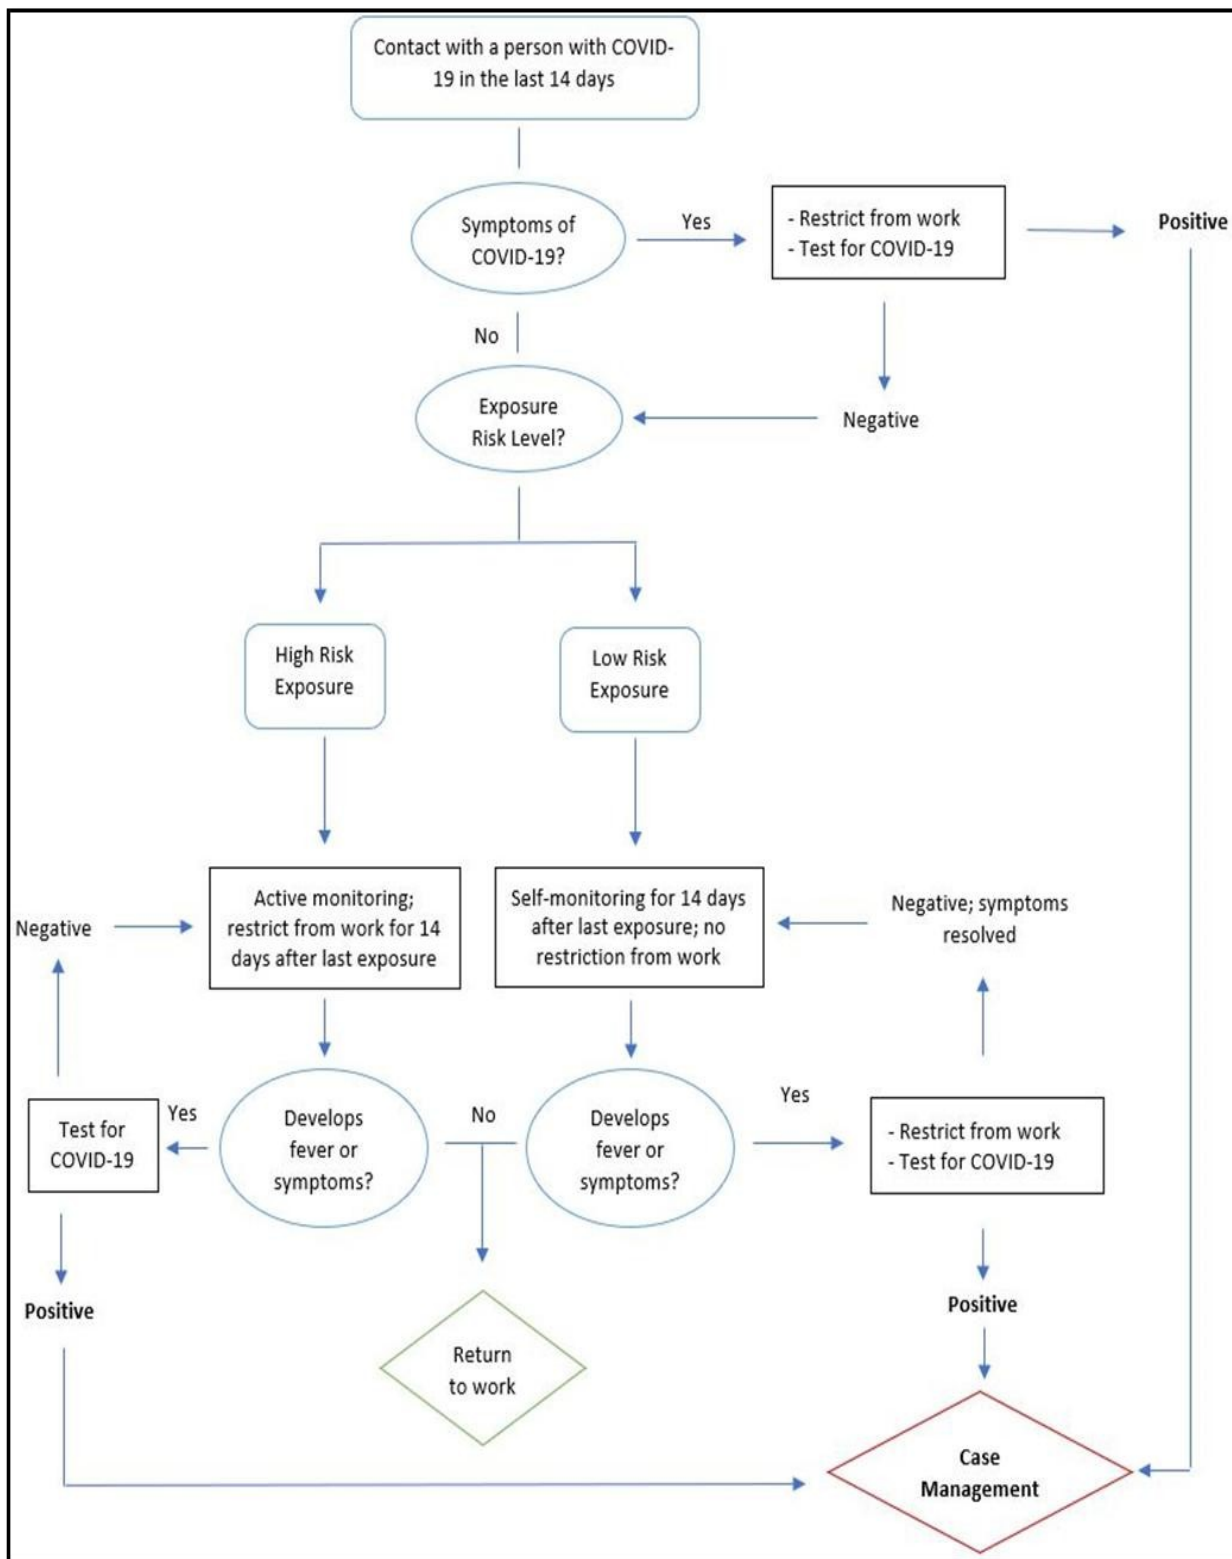 Contact with a person with COVID-
19 in the last 14 days
Symptoms of
COVID-19?
Yes
- Restrict from work
- Test for COVID-19
Positive
No
Exposure
Risk Level?
Negative
High Risk
Exposure
Low Risk
Exposure
Active monitoring;
restrict from work for 14
days after last exposure
Self-monitoring for 14 days
after last exposure; no
restriction from work
Negative
Negative; symptoms
resolved
Test for
COVID-19
Yes
Develops
fever or
symptoms?
No
Develops
fever or
symptoms?
Yes
- Restrict from work
- Test for COVID-19
Positive
Positive
Return
to work
Case
Management